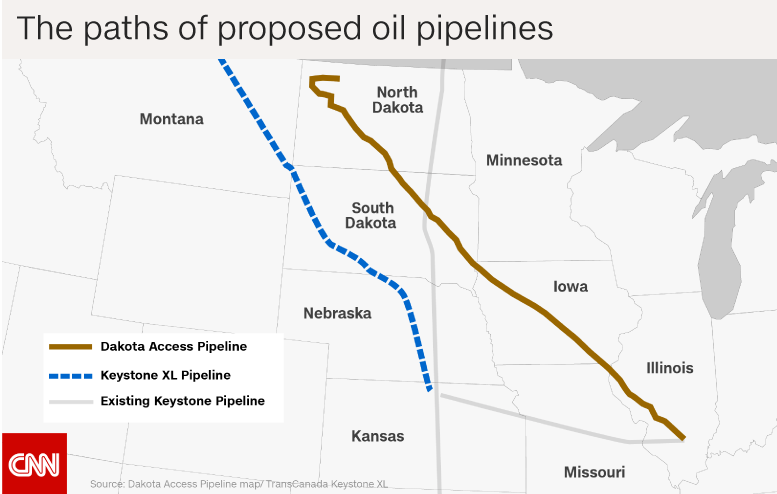 The paths of proposed oil pipelines
North
Dakota
Montana
Minnesota
South
Dakota
Iowa
Nebraska
Dakota Access Pipeline
Illinois
Keystone XL Pipeline
Existing Keystone Pipeline
Kansas
CNN
Missouri
Source: Dakota Access Pipeline map/ TransCanada Keystone XL